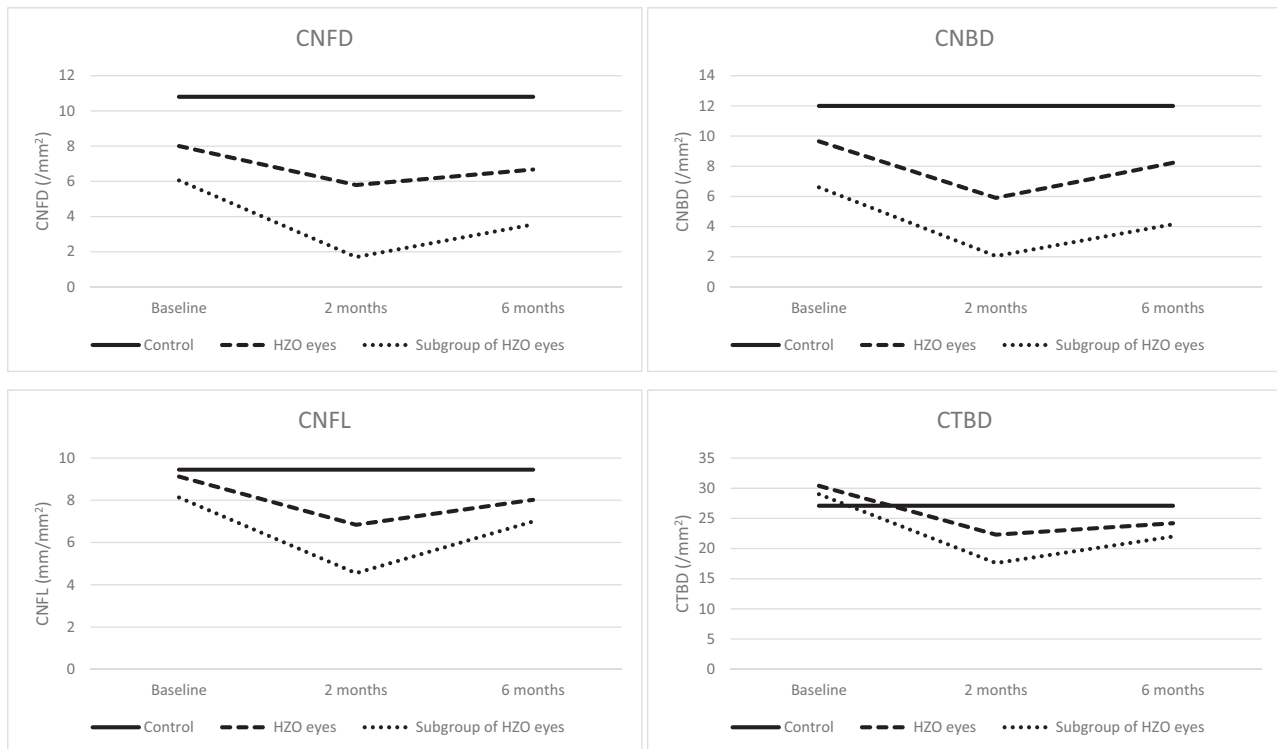 CNFD
12
10
8
6
4
2
0
CNFD (/mm²)
Baseline 2 months 6 months
Control HZO eyes Subgroup of HZO eyes
CNBD
14
12
10
8
6
4
2
0
CNBD (/mm²)
Baseline 2 months 6 months
Control HZO eyes Subgroup of HZO eyes
CNFL
10
8
6
4
2
0
CNFL (mm/mm²)
Baseline 2 months 6 months
Control HZO eyes Subgroup of HZO eyes
CTBD
35
30
25
20
15
10
5
0
CTBD (/mm²)
Baseline 2 months 6 months
Control HZO eyes Subgroup of HZO eyes